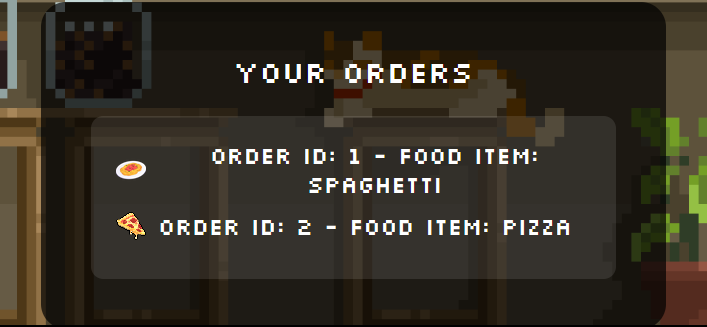 YOUR ORDERS
ORDER ID: 1 - FOOD ITEM:
SPAGHETTI
ORDER ID: 2 - FOOD ITEM: PIZZA